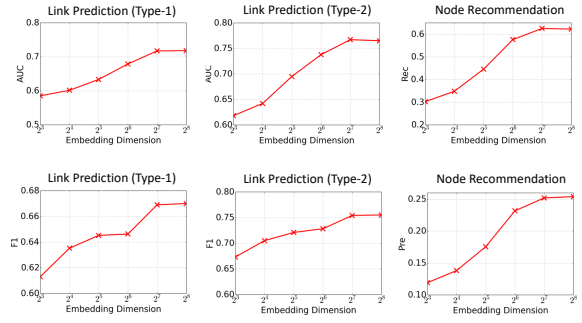 Link Prediction (Type-1)
0.8
0.7
0.6
0.5
AUC
2^3 2^4 2^5 2^6 2^7 2^8
Embedding Dimension
Link Prediction (Type-2)
0.80
0.75
0.70
0.65
0.60
AUC
2^3 2^4 2^5 2^6 2^7 2^8
Embedding Dimension
Node Recommendation
0.6
0.5
0.4
0.3
0.2
Rec
2^3 2^4 2^5 2^6 2^7 2^8
Embedding Dimension
Link Prediction (Type-1)
0.68
0.66
0.64
0.62
0.60
F1
2^3 2^4 2^5 2^6 2^7 2^8
Embedding Dimension
Link Prediction (Type-2)
0.80
0.75
0.70
0.65
0.60
F1
2^3 2^4 2^5 2^6 2^7 2^8
Embedding Dimension
Node Recommendation
0.25
0.20
0.15
0.10
Pre
2^3 2^4 2^5 2^6 2^7 2^8
Embedding Dimension